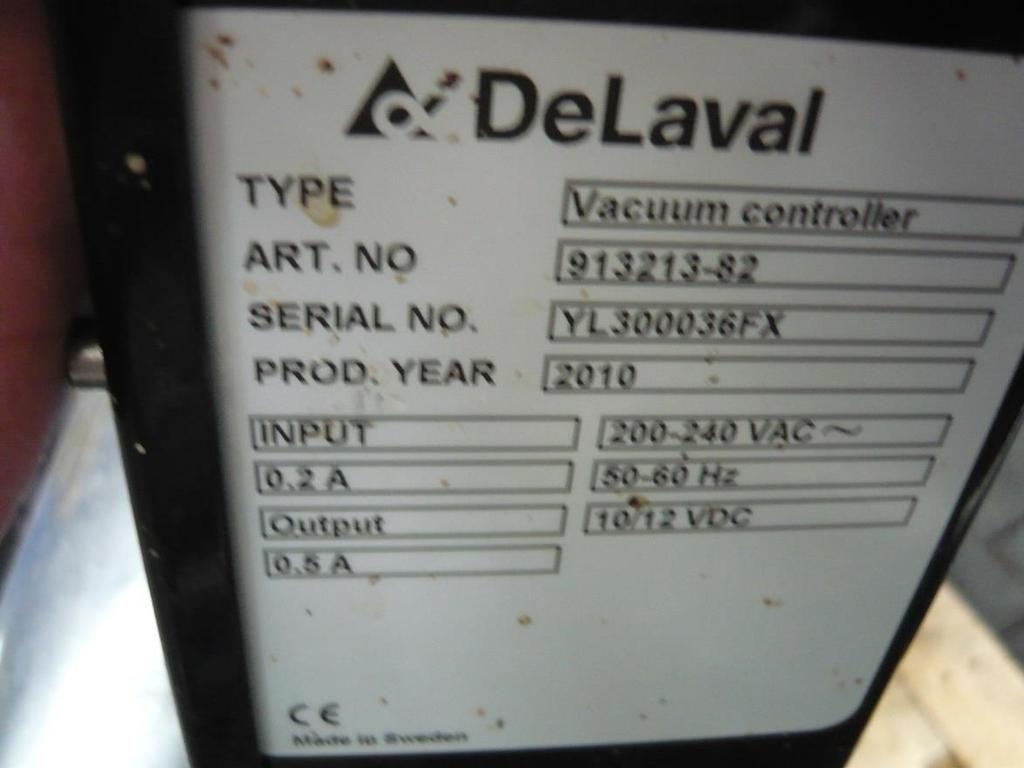 DeLaval
TYPE Vacuum controller
ART. NO 913213-82
SERIAL NO. YL300036FX
PROD. YEAR 2010
INPUT 200-240 VAC ~
0.2 A 50-60 Hz
Output 10/12 VDC
0.5 A
CE
Made in Sweden